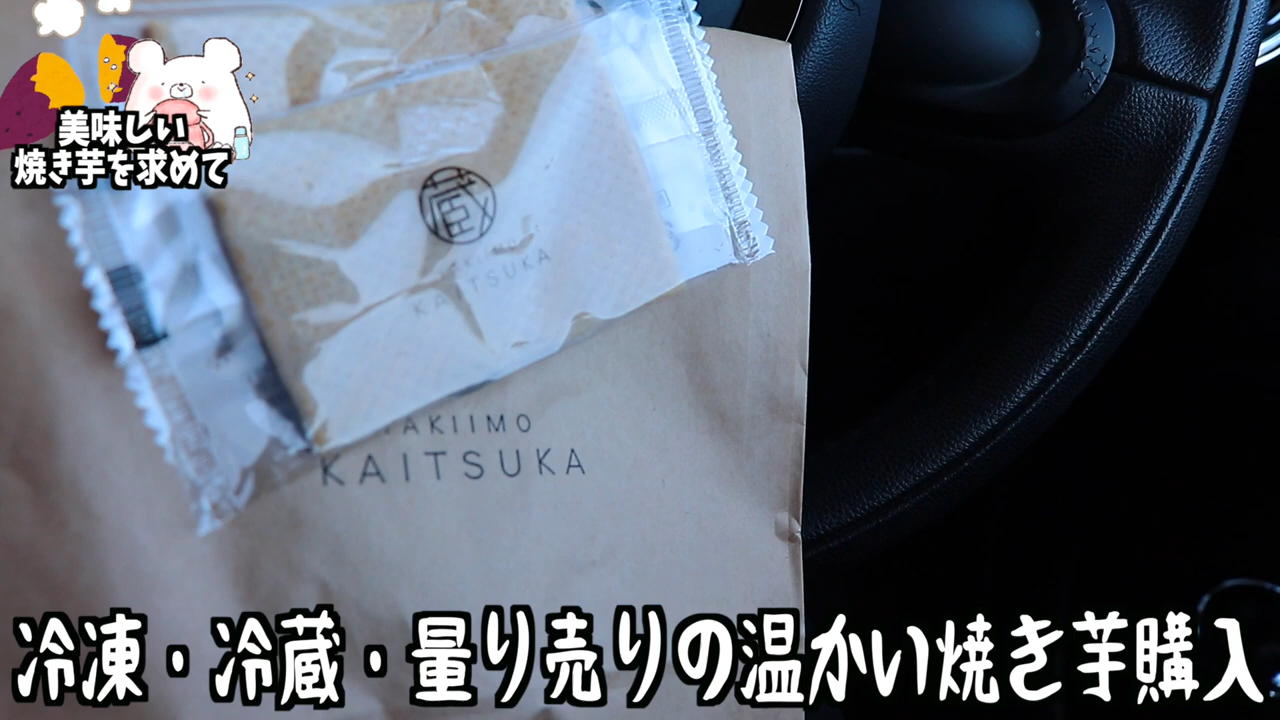 美味しい
焼き芋を求めて
蔵
KAITSUKA
YAKIIMO
KAITSUKA
冷凍・冷蔵・量り売りの温かい焼き芋購入